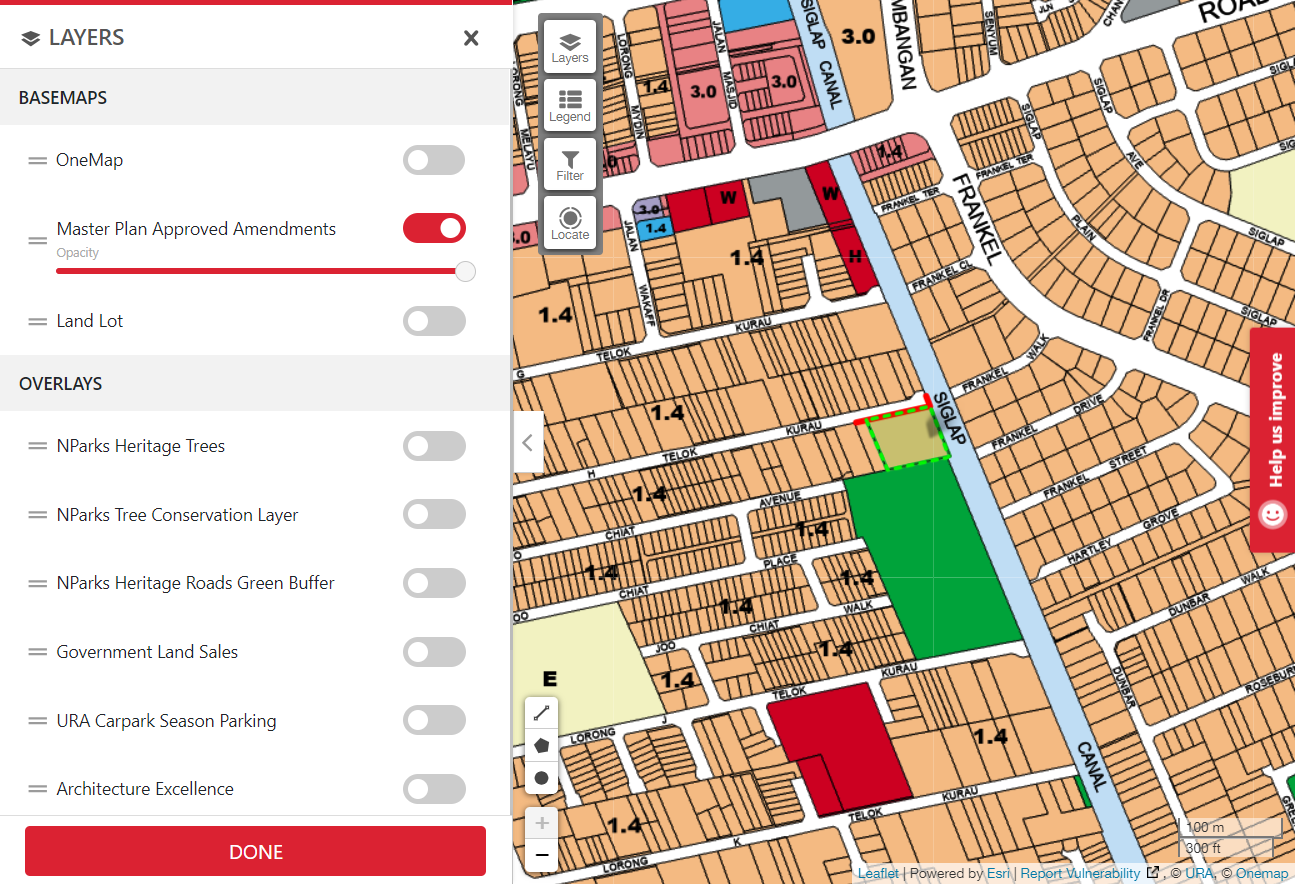 LAYERS
BASEMAPS
OneMap
Master Plan Approved Amendments
Opacity
Land Lot
OVERLAYS
NParks Heritage Trees
NParks Tree Conservation Layer
NParks Heritage Roads Green Buffer
Government Land Sales
URA Carpark Season Parking
Architecture Excellence
DONE
Layers
Legend
Filter
Locate
LORONG
MELAYU
LORONG
MYDIN
1.4
JALAN
MASJID
3.0
3.0
SIGLAP CANAL
3.0
MBANGAN
SENYUM
JLN
CHAN
ROAD
SIGLAP
SIGLAP
SIGLAP
AVE
PLAIN
FRANKEL TER
FRANKEL TER
FRANKEL
1.4
W
W
H
3.0
1.4
.0
JALAN
WAKAFF
1.4
1.4
FRANKEL CL
FRANKEL DR
SIGLAP
SIGLAP
TELOK
KURAU
G
1.4
FRANKEL
WALK
SIGLAP
FRANKEL
DRIVE
H
TELOK
KURAU
1.4
AVENUE
CHIAT
1.4
FRANKEL
STREET
HARTLEY
GROVE
OO
CHIAT
PLACE
1.4
1.4
1.4
WALK
JOO
CHIAT
1.4
DUNBAR
WALK
E
1.4
TELOK
KURAU
DUNBAR
ROSEBURN
LORONG
J
1.4
CANAL
1.4
LORONG
K
TELOK
KURAU
Help us improve
100 m
300 ft
Leaflet | Powered by Esri | Report Vulnerability , © URA, © Onemap